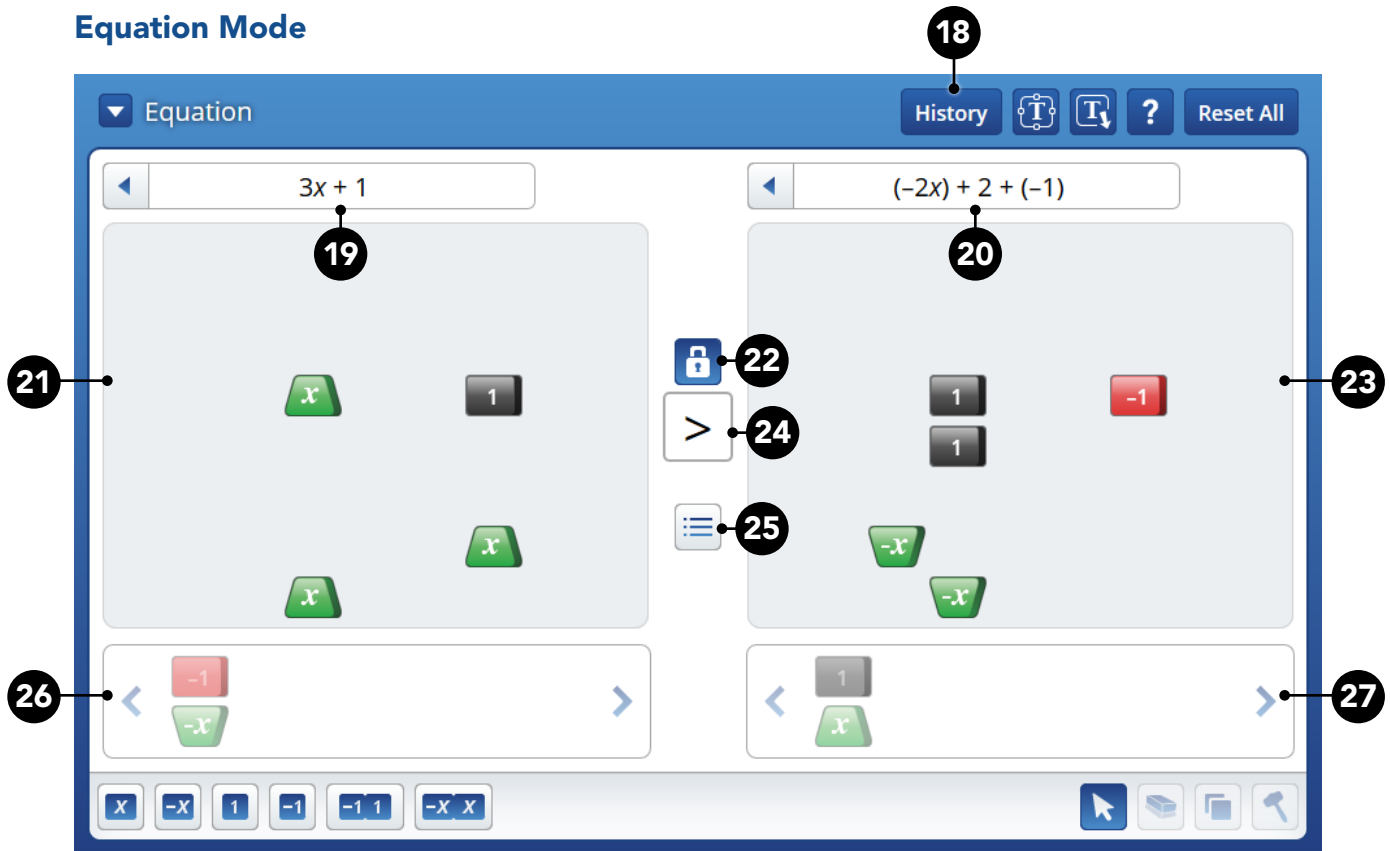 Equation Mode
18
Equation
History T T ? Reset All
3x + 1
(–2x) + 2 + (–1)
19
20
21
x
1
22
1
–1
23
>
24
1
x
25
-x
x
-x
26
–1
-x
1
x
27
X –X 1 –1 –1 1 –X X